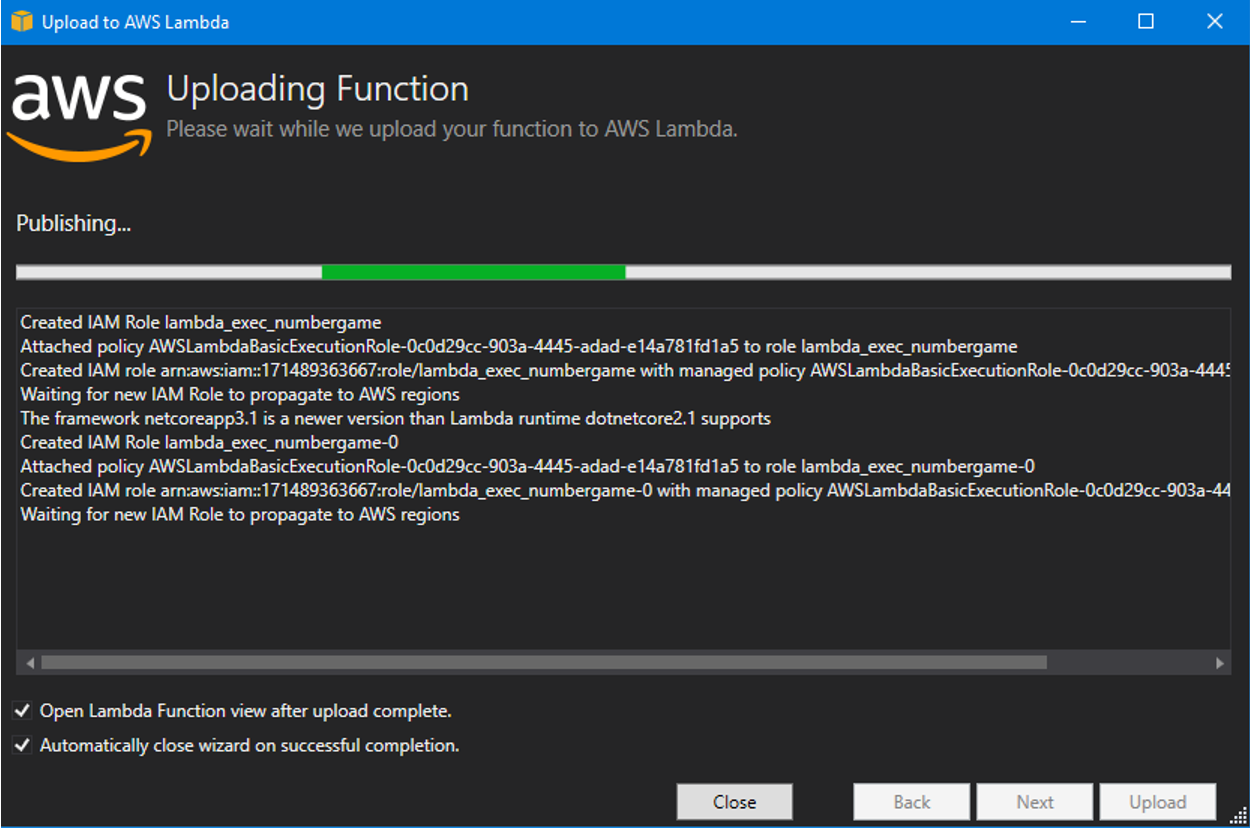 Upload to AWS Lambda
aws
Uploading Function
Please wait while we upload your function to AWS Lambda.
Publishing...
Created IAM Role lambda_exec_numbergame
Attached policy AWSLambdaBasicExecutionRole-0c0d29cc-903a-4445-adad-e14a781fd1a5 to role lambda_exec_numbergame
Created IAM role arn:aws:iam::171489363667:role/lambda_exec_numbergame with managed policy AWSLambdaBasicExecutionRole-0c0d29cc-903a-4445
Waiting for new IAM Role to propagate to AWS regions
The framework netcoreapp3.1 is a newer version than Lambda runtime dotnetcore2.1 supports
Created IAM Role lambda_exec_numbergame-0
Attached policy AWSLambdaBasicExecutionRole-0c0d29cc-903a-4445-adad-e14a781fd1a5 to role lambda_exec_numbergame-0
Created IAM role arn:aws:iam::171489363667:role/lambda_exec_numbergame-0 with managed policy AWSLambdaBasicExecutionRole-0c0d29cc-903a-44
Waiting for new IAM Role to propagate to AWS regions
Open Lambda Function view after upload complete.
Automatically close wizard on successful completion.
Close Back Next Upload